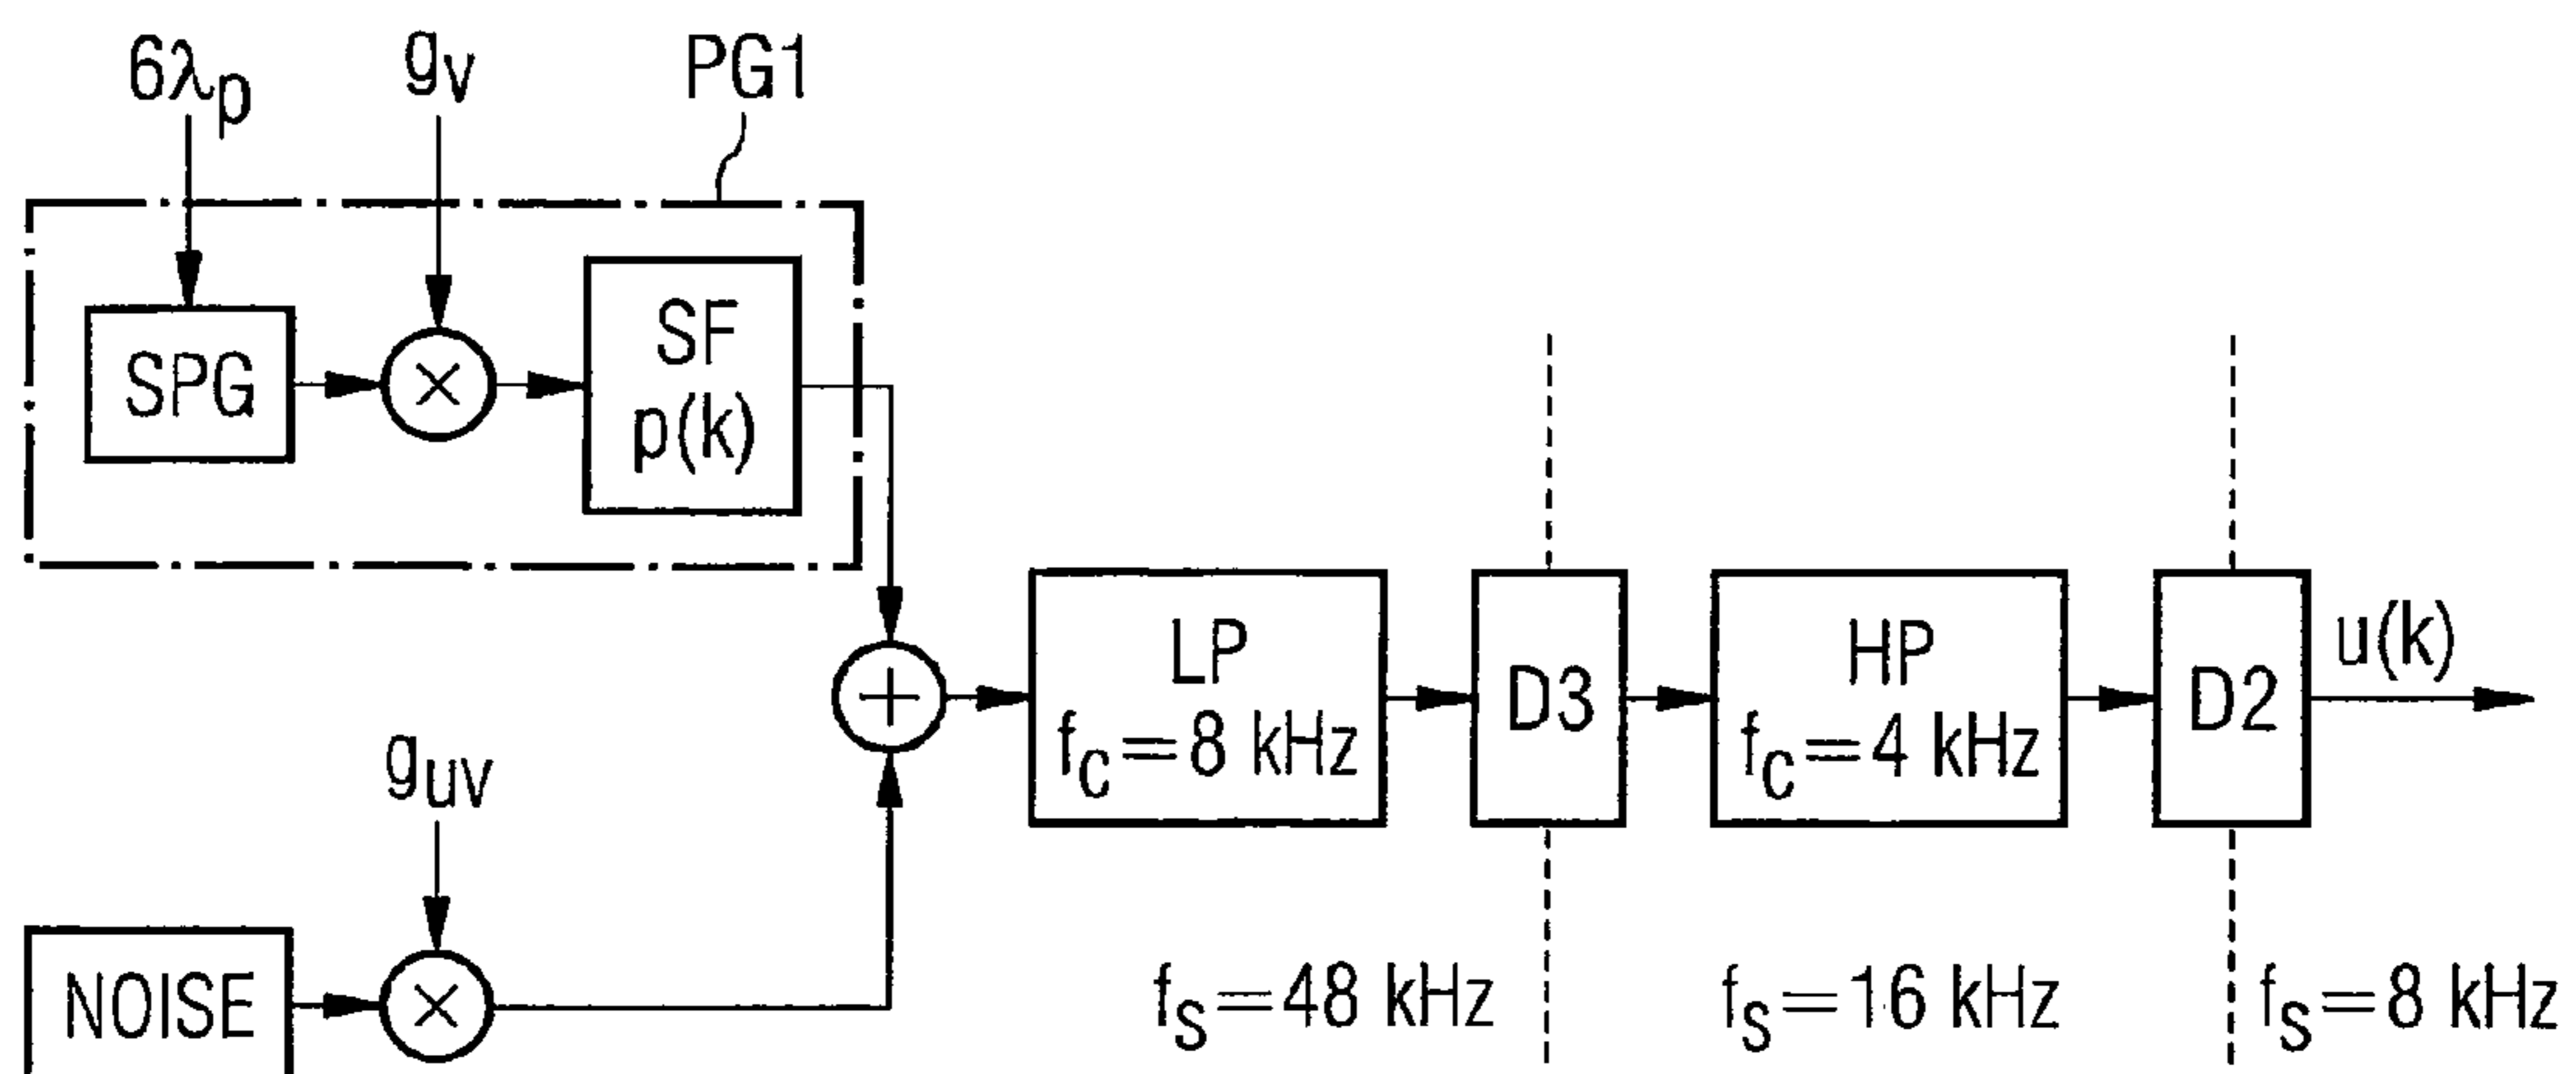 6λp
gv
PG1
SPG
×
SF
p(k)
+
LP
fc=8 kHz
D3
HP
fc=4 kHz
D2
u(k)
guv
NOISE
×
fs=48 kHz
fs=16 kHz
fs=8 kHz